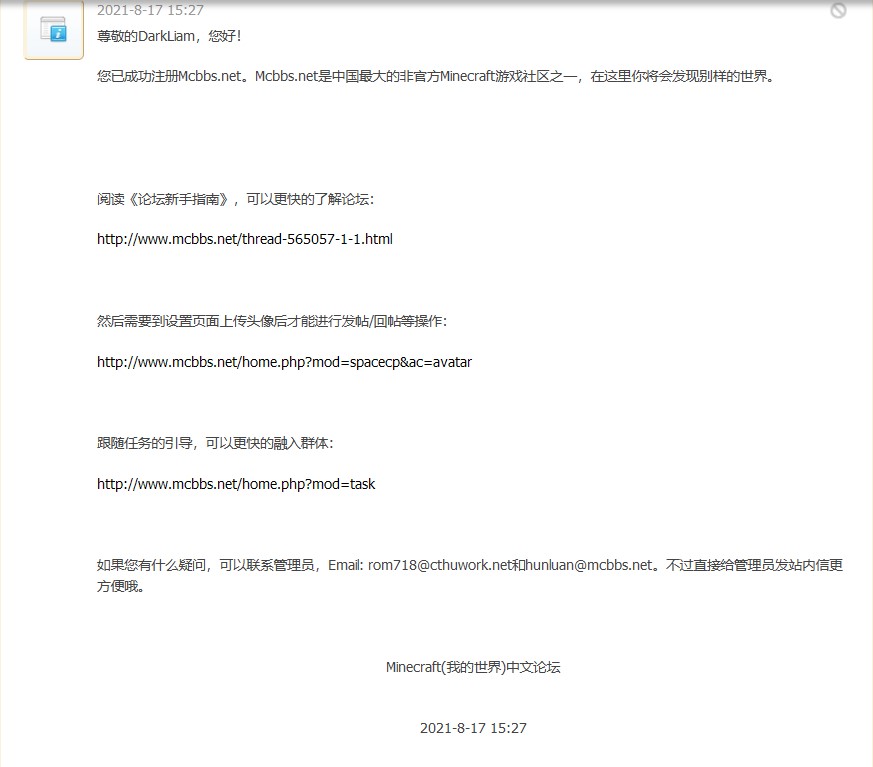 2021-8-17 15:27
尊敬的DarkLiam，您好！
您已成功注册Mcbbs.net。Mcbbs.net是中国最大的非官方Minecraft游戏社区之一，在这里你将会发现别样的世界。
阅读《论坛新手指南》，可以更快的了解论坛：
http://www.mcbbs.net/thread-565057-1-1.html
然后需要到设置页面上传头像后才能进行发帖/回帖等操作：
http://www.mcbbs.net/home.php?mod=spacecp&ac=avatar
跟随任务的引导，可以更快的融入群体：
http://www.mcbbs.net/home.php?mod=task
如果您有什么疑问，可以联系管理员，Email: rom718@cthuwork.net和hunluan@mcbbs.net。不过直接给管理员发站内信更
方便哦。
Minecraft(我的世界)中文论坛
2021-8-17 15:27